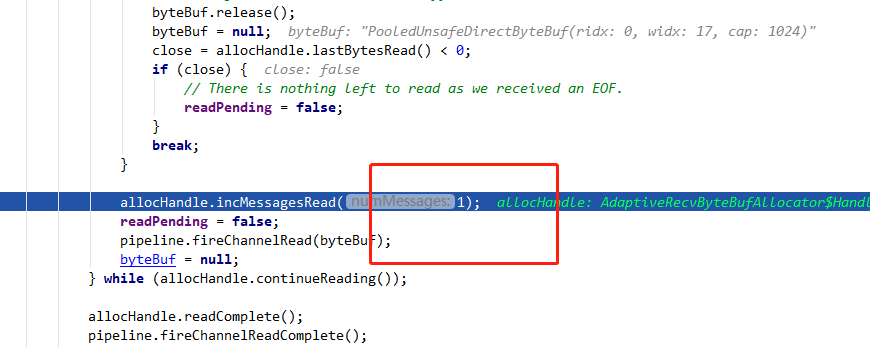 byteBuf.release();
byteBuf = null; byteBuf: "PooledUnsafeDirectByteBuf(ridx: 0, widx: 17, cap: 1024)"
close = allocHandle.lastBytesRead() < 0;
if (close) { close: false
// There is nothing left to read as we received an EOF.
readPending = false;
}
break;
}
allocHandle.incMessagesRead( numMessages: 1); allocHandle: AdaptiveRecvByteBufAllocator$Handl
readPending = false;
pipeline.fireChannelRead(byteBuf);
byteBuf = null;
} while (allocHandle.continueReading());
allocHandle.readComplete();
pipeline.fireChannelReadComplete();